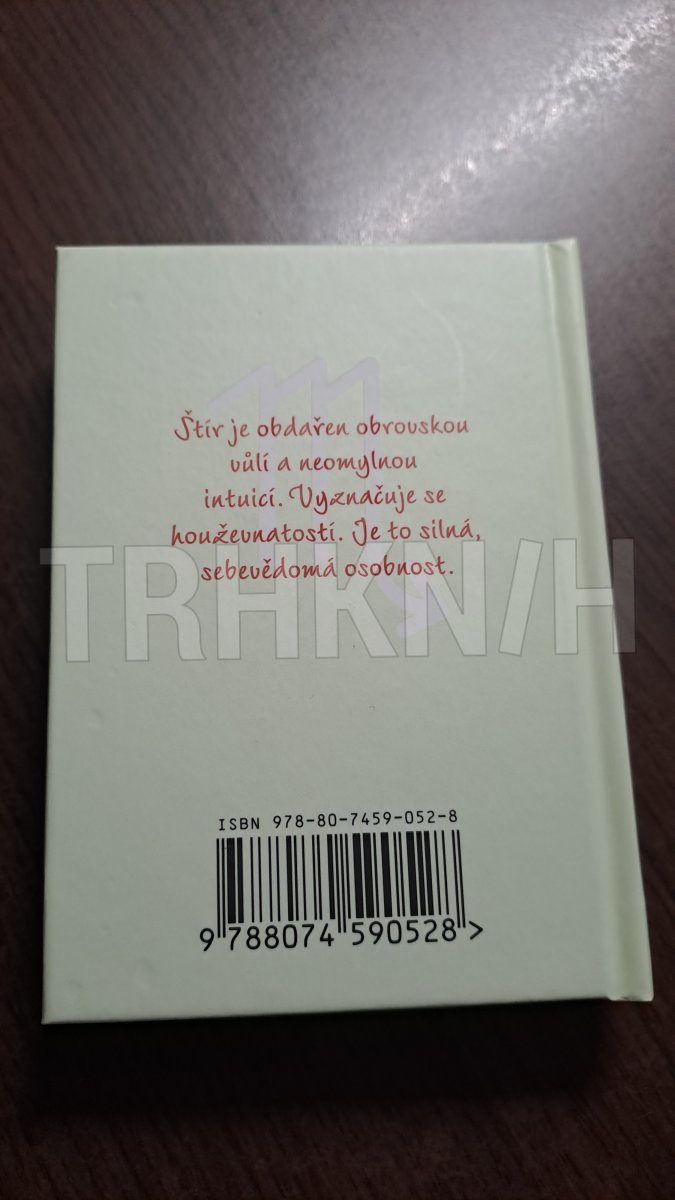 Štír je obdařen obrovskou
vůlí a neomylnou
intuicí. Vyznačuje se
houževnatostí. Je to silná,
sebevědomá osobnost.
TRHKNIH
ISBN 978-80-7459-052-8
9 788074 590528 >